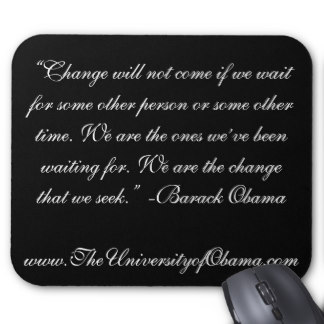 “Change will not come if we wait
for some other person or some other
time. We are the ones we've been
waiting for. We are the change
that we seek.” -Barack Obama
www.TheUniversityofObama.com